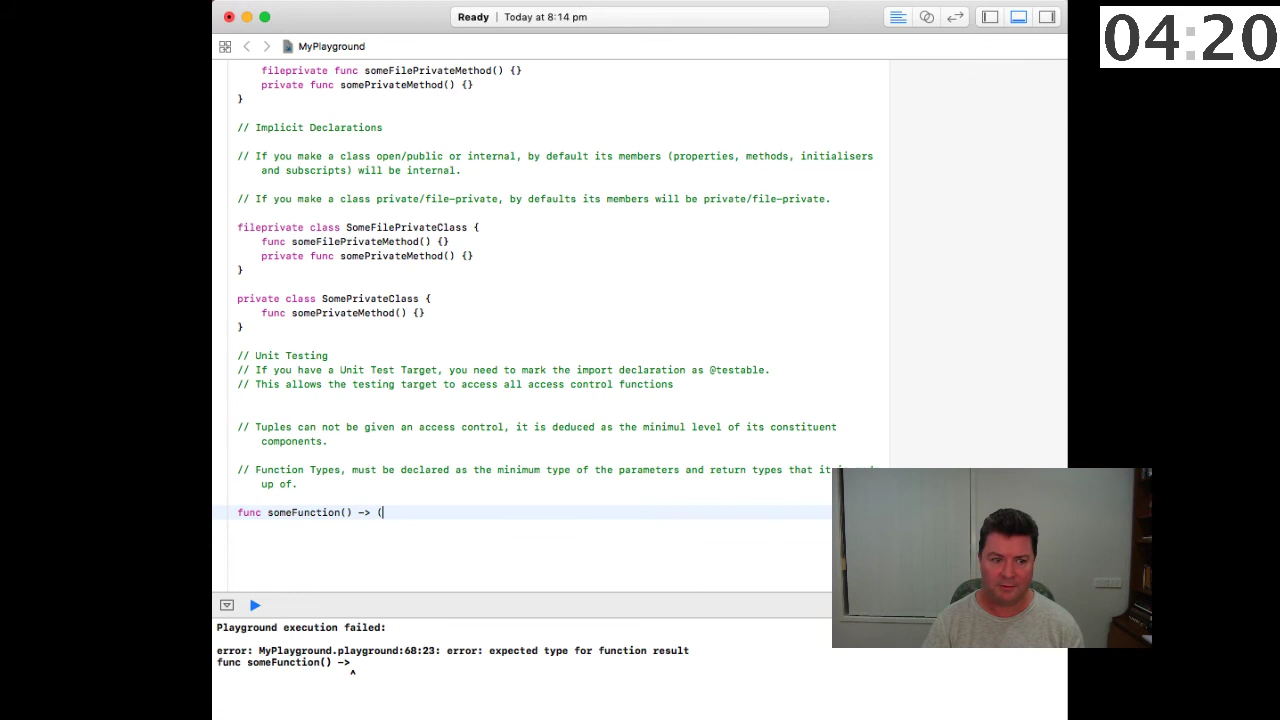 Ready | Today at 8:14 pm
04:20
MyPlayground
fileprivate func someFilePrivateMethod() {}
private func somePrivateMethod() {}
}
// Implicit Declarations
// If you make a class open/public or internal, by default its members (properties, methods, initialisers
and subscripts) will be internal.
// If you make a class private/file-private, by defaults its members will be private/file-private.
fileprivate class SomeFilePrivateClass {
func someFilePrivateMethod() {}
private func somePrivateMethod() {}
}
private class SomePrivateClass {
func somePrivateMethod() {}
}
// Unit Testing
// If you have a Unit Test Target, you need to mark the import declaration as @testable.
// This allows the testing target to access all access control functions
// Tuples can not be given an access control, it is deduced as the minimul level of its constituent
components.
// Function Types, must be declared as the minimum type of the parameters and return types that it
up of.
func someFunction() -> (
Playground execution failed:
error: MyPlayground.playground:68:23: error: expected type for function result
func someFunction() ->
^